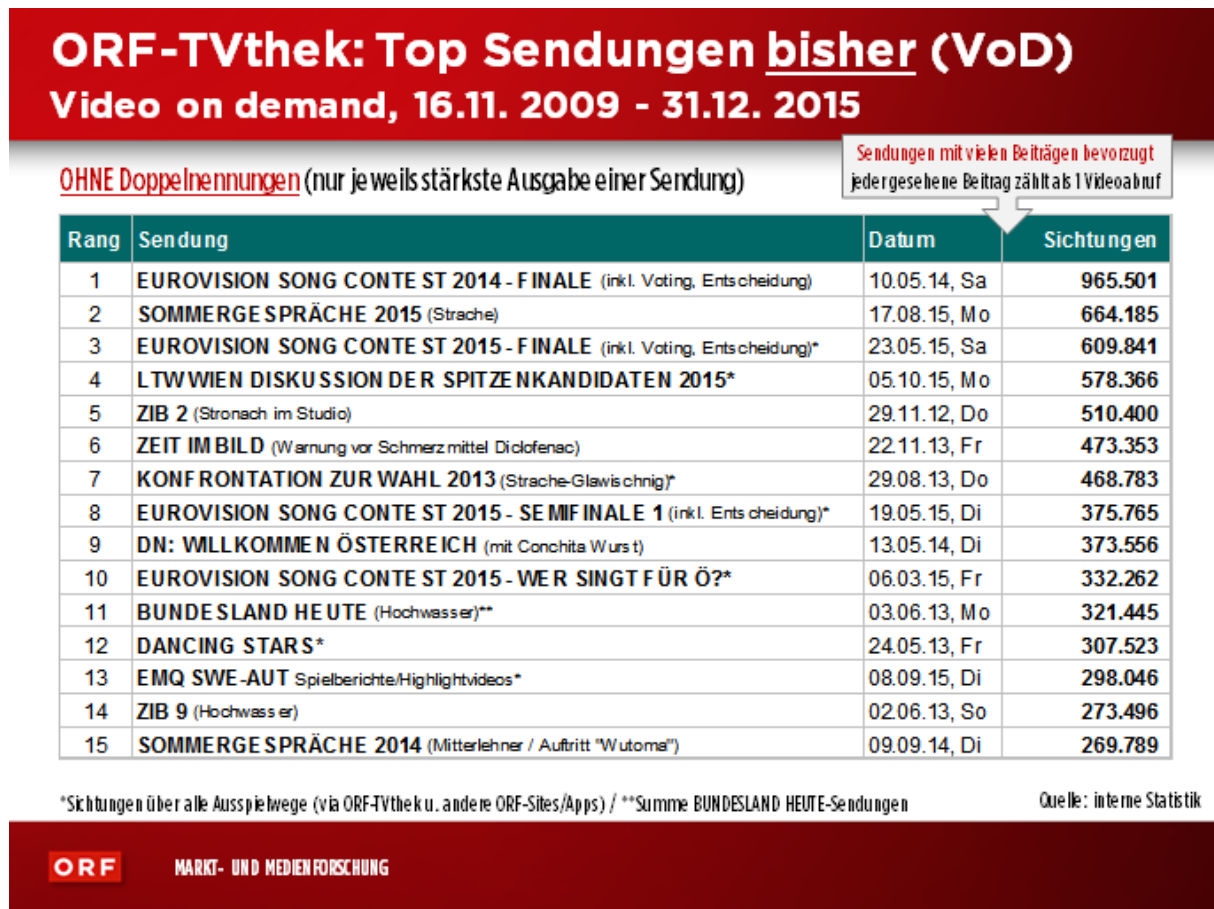 ORF-TVthek: Top Sendungen bisher (VoD)
Video on demand, 16.11. 2009 - 31.12. 2015
Sendungen mit vielen Beiträgen bevorzugt
jeder gesehene Beitrag zählt als 1 Videoabruf
OHNE Doppelnennungen (nur jeweils stärkste Ausgabe einer Sendung)
Rang Sendung Datum Sichtungen
1 EUROVISION SONG CONTEST 2014 - FINALE (inkl. Voting, Entscheidung) 10.05.14, Sa 965.501
2 SOMMERGESPRÄCHE 2015 (Strache) 17.08.15, Mo 664.185
3 EUROVISION SONG CONTEST 2015 - FINALE (inkl. Voting, Entscheidung)* 23.05.15, Sa 609.841
4 LTW WIEN DISKUSSION DER SPITZENKANDIDATEN 2015* 05.10.15, Mo 578.366
5 ZIB 2 (Stronach im Studio) 29.11.12, Do 510.400
6 ZEIT IM BILD (Warnung vor Schmerzmittel Diclofenac) 22.11.13, Fr 473.353
7 KONFRONTATION ZUR WAHL 2013 (Strache-Glawischnig)* 29.08.13, Do 468.783
8 EUROVISION SONG CONTEST 2015 - SEMIFINALE 1 (inkl. Entscheidung)* 19.05.15, Di 375.765
9 DN: WILLKOMMEN ÖSTERREICH (mit Conchita Wurst) 13.05.14, Di 373.556
10 EUROVISION SONG CONTEST 2015 - WER SINGT FÜR Ö?* 06.03.15, Fr 332.262
11 BUNDESLAND HEUTE (Hochwasser)** 03.06.13, Mo 321.445
12 DANCING STARS* 24.05.13, Fr 307.523
13 EMQ SWE-AUT Spielberichte/Highlightvideos* 08.09.15, Di 298.046
14 ZIB 9 (Hochwasser) 02.06.13, So 273.496
15 SOMMERGESPRÄCHE 2014 (Mitterlehner / Auftritt "Wutoma") 09.09.14, Di 269.789
*Sichtungen über alle Ausspielwege (via ORF-TVthek u. andere ORF-Sites/Apps) / **Summe BUNDESLAND HEUTE-Sendungen
Quelle: interne Statistik
ORF MARKT- UND MEDIENFORSCHUNG